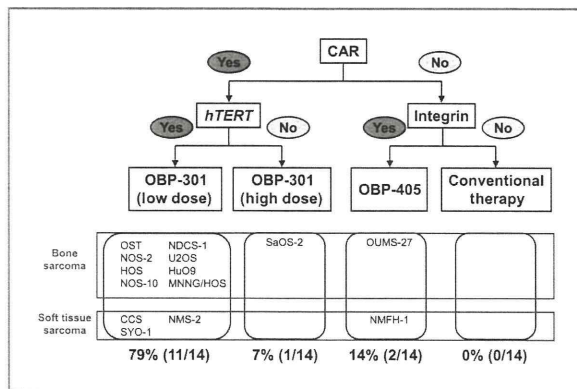 CAR
Yes No
hTERT Integrin
Yes No Yes No
OBP-301 (low dose) OBP-301 (high dose) OBP-405 Conventional therapy
Bone sarcoma
OST NDCS-1 SaOS-2 OUMS-27
NOS-2 U2OS
HOS HuO9
NOS-10 MNNG/HOS
Soft tissue sarcoma
CCS NMS-2 NMFH-1
SYO-1
79% (11/14) 7% (1/14) 14% (2/14) 0% (0/14)